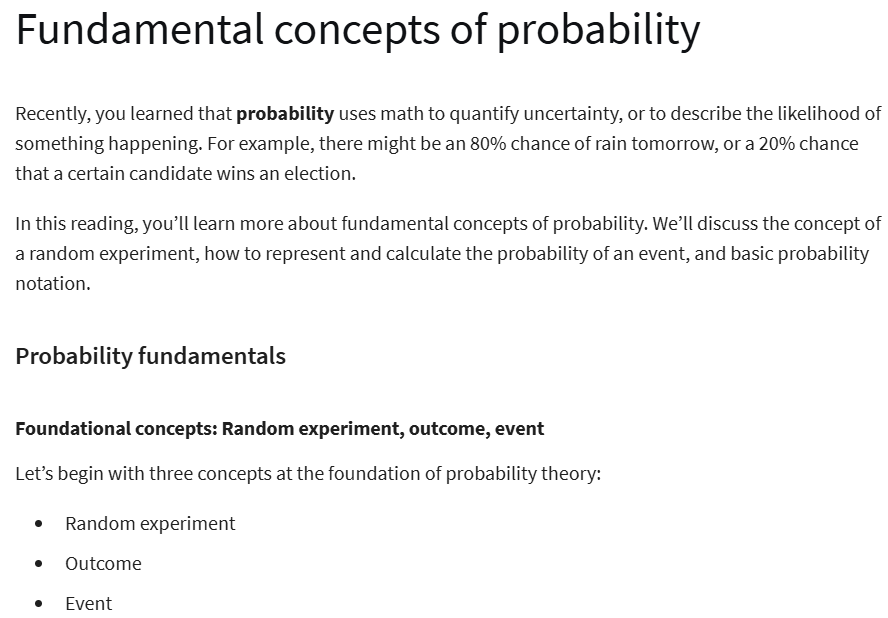 Fundamental concepts of probability
Recently, you learned that probability uses math to quantify uncertainty, or to describe the likelihood of
something happening. For example, there might be an 80% chance of rain tomorrow, or a 20% chance
that a certain candidate wins an election.
In this reading, you’ll learn more about fundamental concepts of probability. We’ll discuss the concept of
a random experiment, how to represent and calculate the probability of an event, and basic probability
notation.
Probability fundamentals
Foundational concepts: Random experiment, outcome, event
Let’s begin with three concepts at the foundation of probability theory:
• Random experiment
• Outcome
• Event